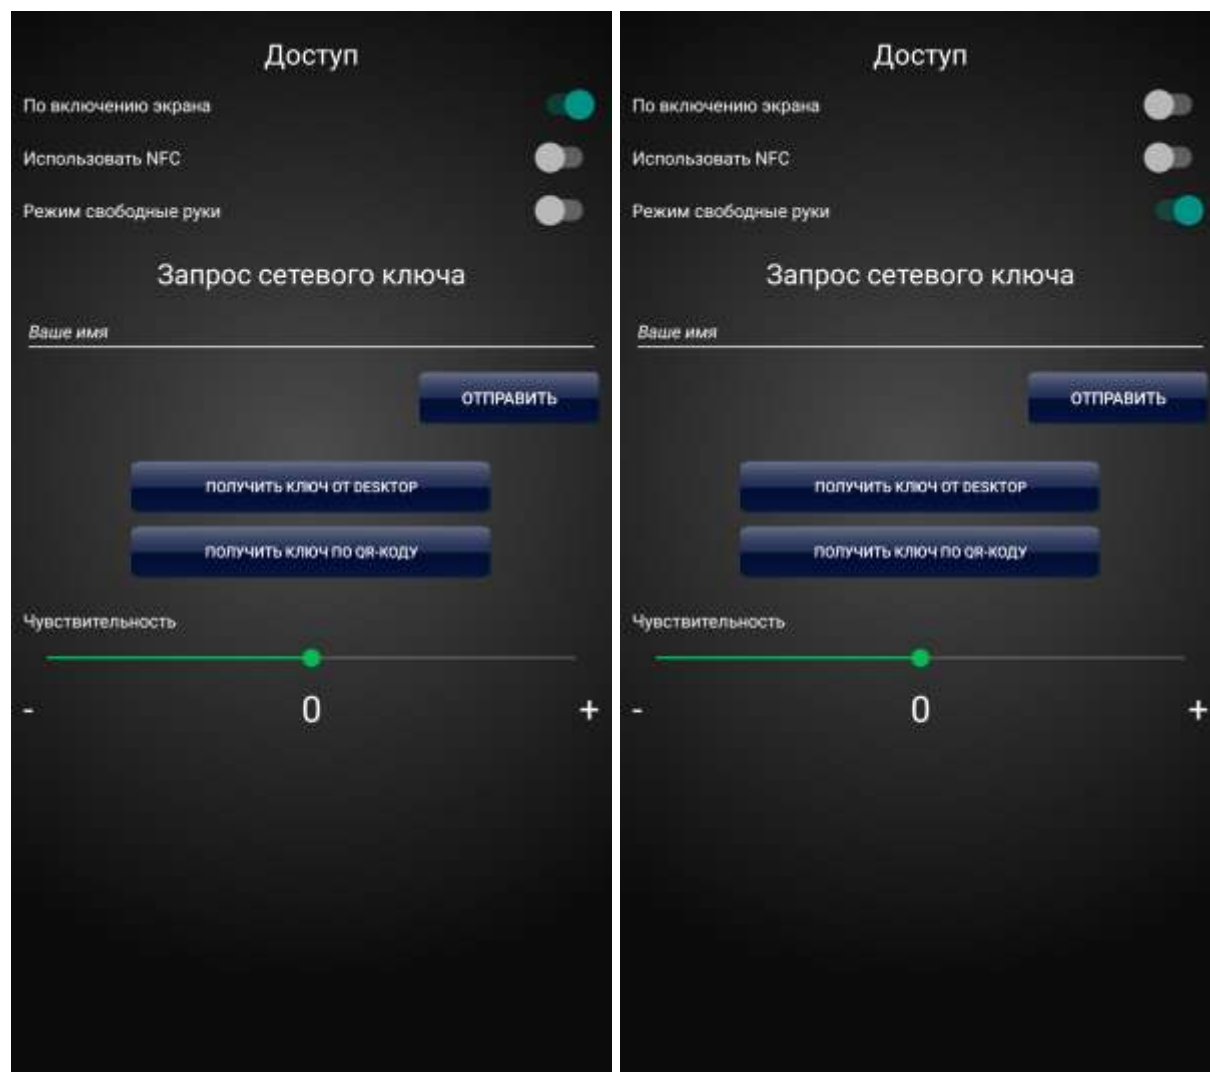 Доступ
По включению экрана
Использовать NFC
Режим свободные руки
Запрос сетевого ключа
Ваше имя
ОТПРАВИТЬ
ПОЛУЧИТЬ КЛЮЧ ОТ DESKTOP
ПОЛУЧИТЬ КЛЮЧ ПО QR-КОДУ
Чувствительность
- 0 +
Доступ
По включению экрана
Использовать NFC
Режим свободные руки
Запрос сетевого ключа
Ваше имя
ОТПРАВИТЬ
ПОЛУЧИТЬ КЛЮЧ ОТ DESKTOP
ПОЛУЧИТЬ КЛЮЧ ПО QR-КОДУ
Чувствительность
- 0 +